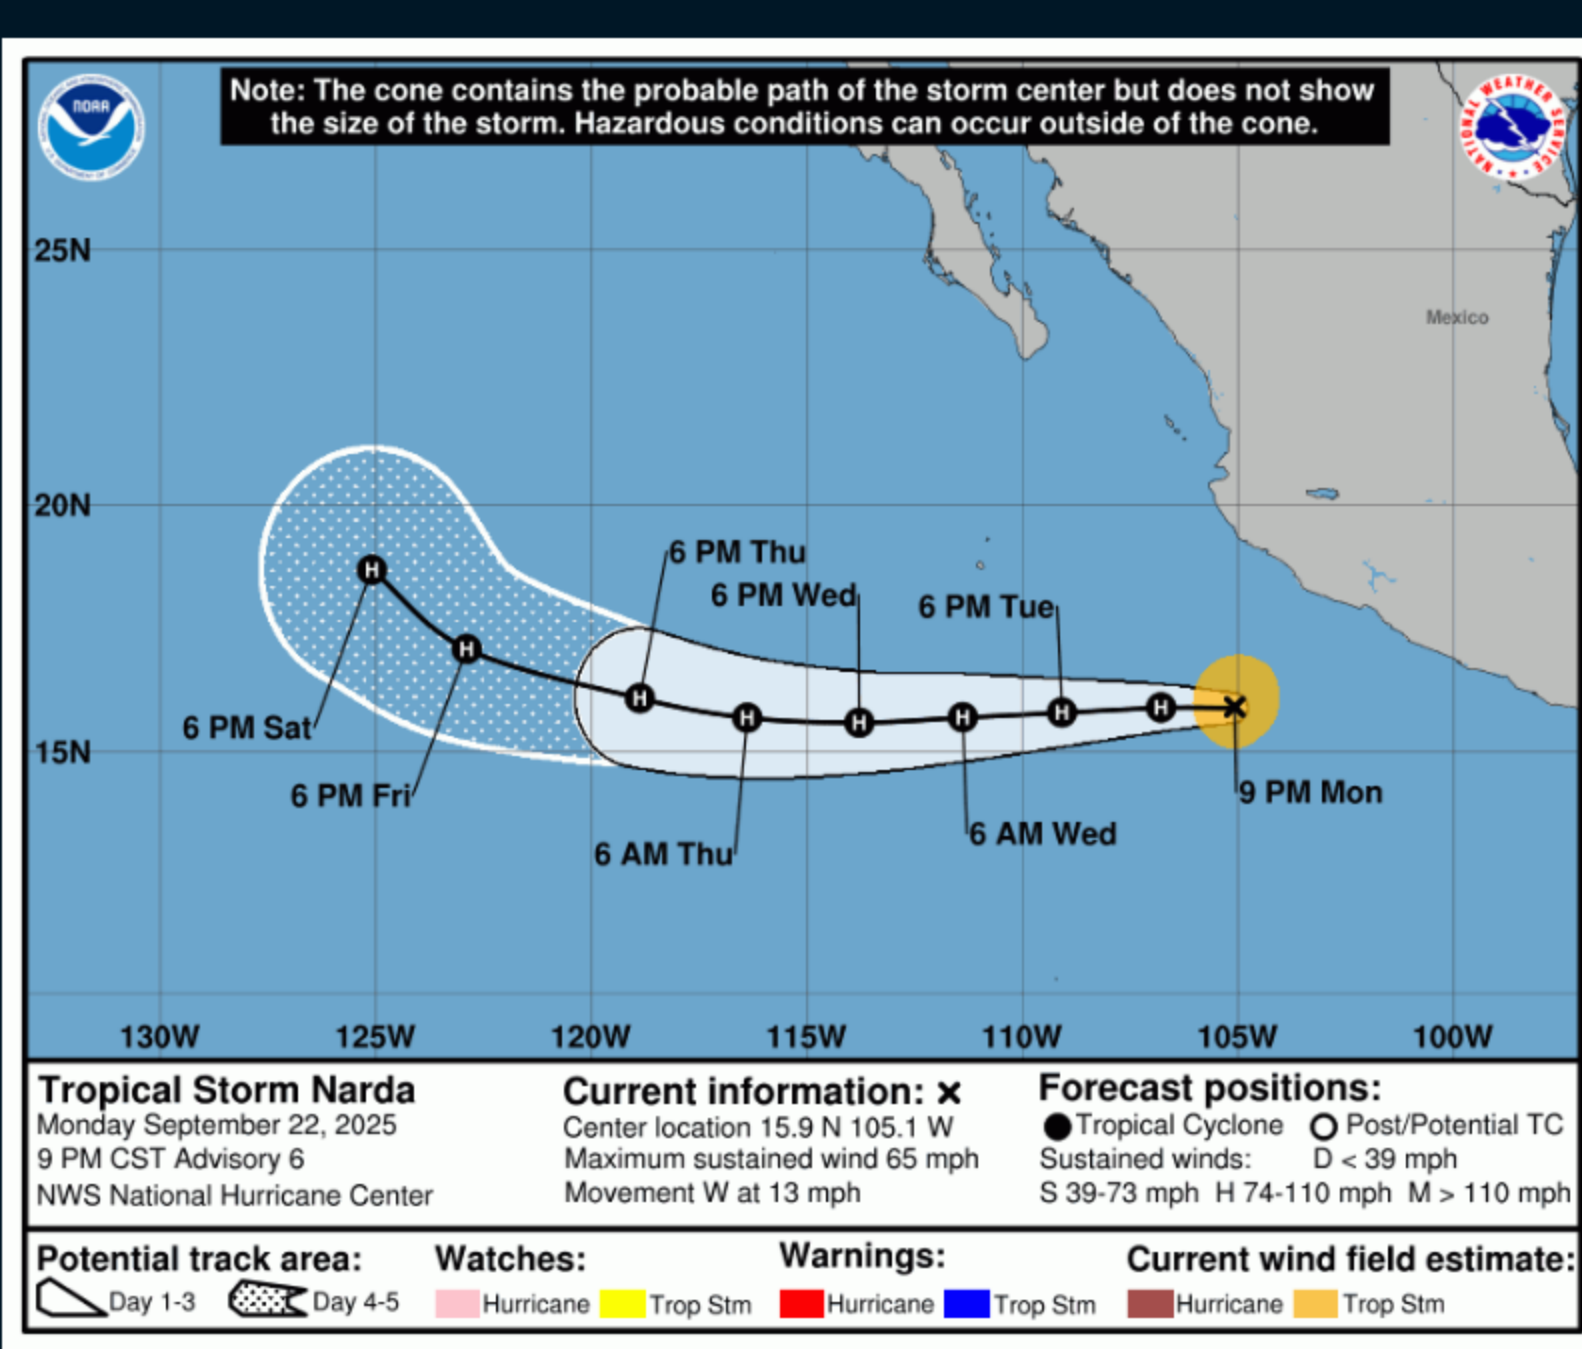 Note: The cone contains the probable path of the storm center but does not show
the size of the storm. Hazardous conditions can occur outside of the cone.
NOAA
NATIONAL WEATHER SERVICE
25N
Mexico
20N
6 PM Thu
6 PM Wed
6 PM Tue
H
H
H
H
H
H
H
H
6 PM Sat
15N
6 PM Fri
9 PM Mon
6 AM Wed
6 AM Thu
130W 125W 120W 115W 110W 105W 100W
Tropical Storm Narda
Monday September 22, 2025
9 PM CST Advisory 6
NWS National Hurricane Center
Current information: x
Center location 15.9 N 105.1 W
Maximum sustained wind 65 mph
Movement W at 13 mph
Forecast positions:
Tropical Cyclone Post/Potential TC
Sustained winds: D < 39 mph
S 39-73 mph H 74-110 mph M > 110 mph
Potential track area:
Day 1-3 Day 4-5
Watches:
Hurricane Trop Stm
Warnings:
Hurricane Trop Stm
Current wind field estimate:
Hurricane Trop Stm